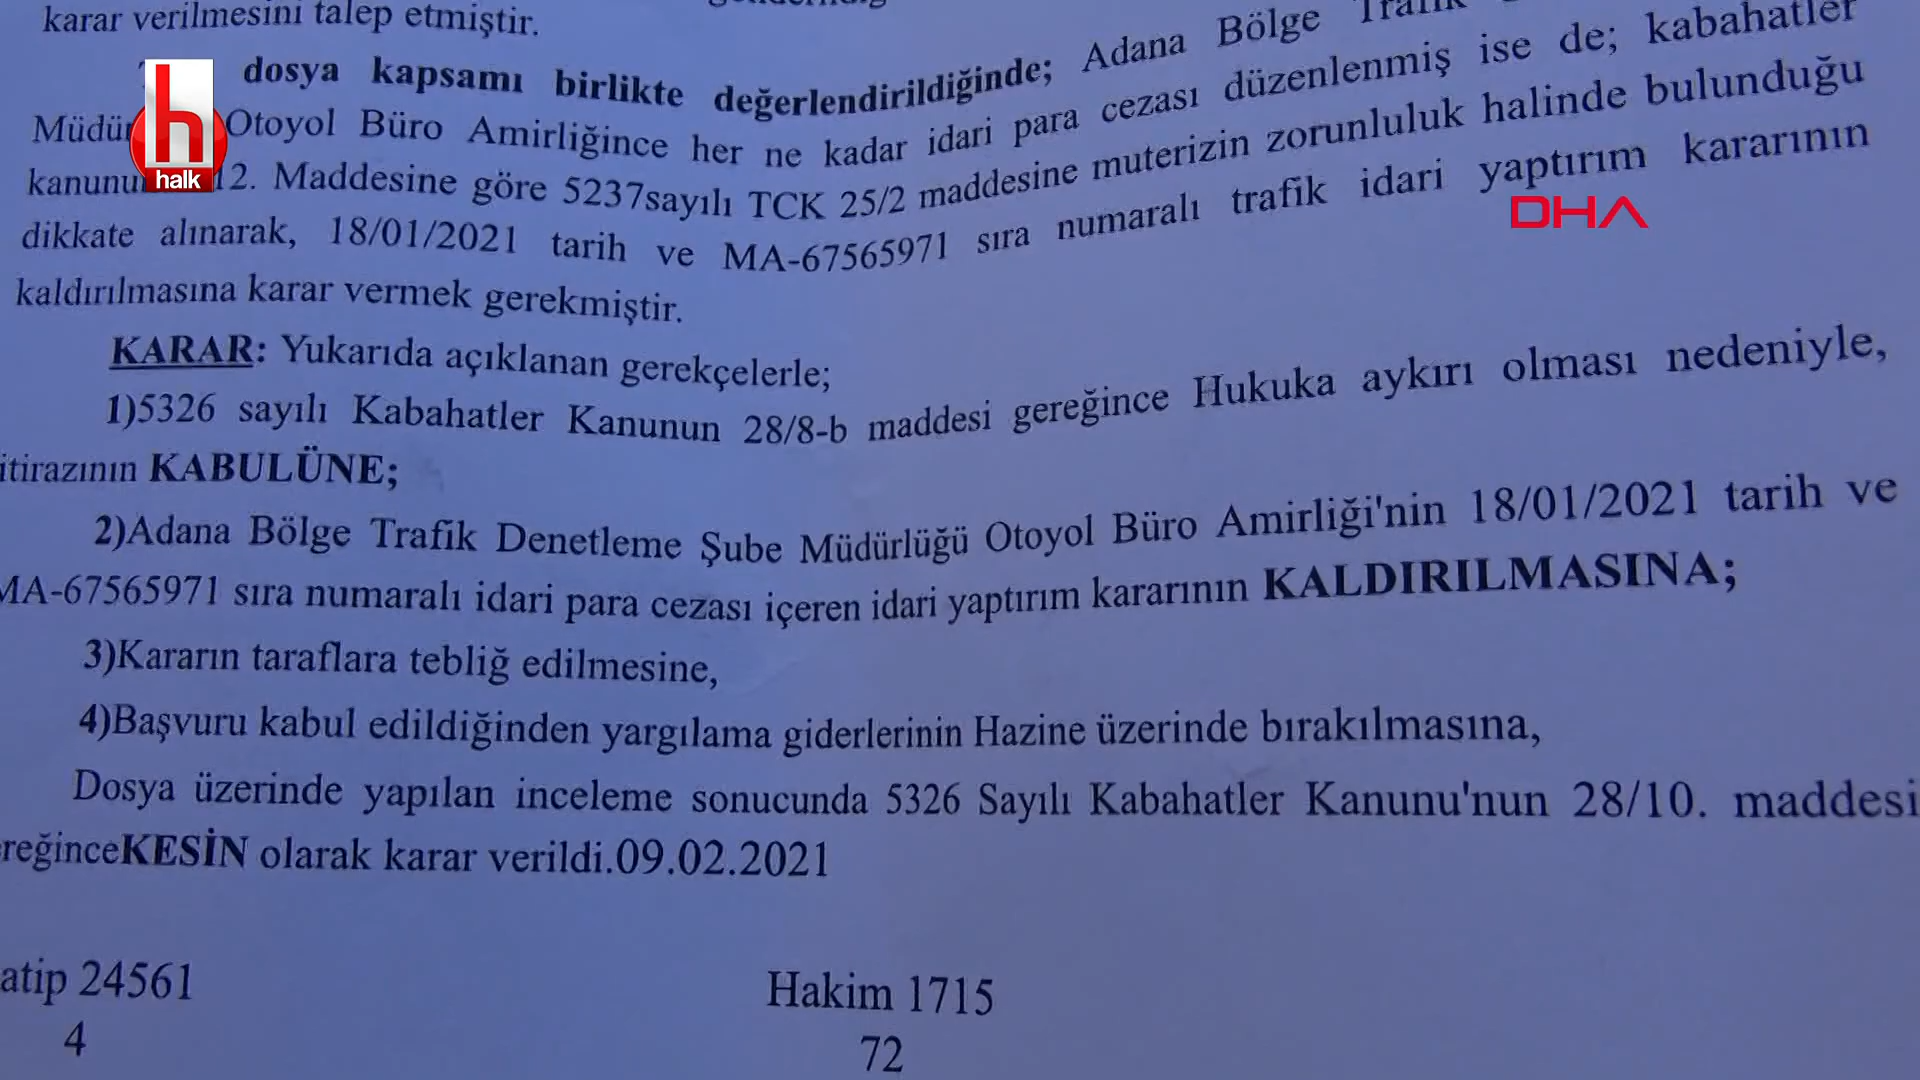 karar verilmesini talep etmiştir.
dosya kapsamı birlikte değerlendirildiğinde; Adana Bölge Trafik
Otoyol Büro Amirliğince her ne kadar idari para cezası düzenlenmiş ise de; kabahatler
12. Maddesine göre 5237sayılı TCK 25/2 maddesine muterizin zorunluluk halinde bulunduğu
dikkate alınarak, 18/01/2021 tarih ve MA-67565971 sıra numaralı trafik idari yaptırım kararının
kaldırılmasına karar vermek gerekmiştir.
KARAR: Yukarıda açıklanan gerekçelerle;
1)5326 sayılı Kabahatler Kanunun 28/8-b maddesi gereğince Hukuka aykırı olması nedeniyle,
itirazının KABULÜNE;
2)Adana Bölge Trafik Denetleme Şube Müdürlüğü Otoyol Büro Amirliği'nin 18/01/2021 tarih ve
MA-67565971 sıra numaralı idari para cezası içeren idari yaptırım kararının KALDIRILMASINA;
3)Kararın taraflara tebliğ edilmesine,
4)Başvuru kabul edildiğinden yargılama giderlerinin Hazine üzerinde bırakılmasına,
Dosya üzerinde yapılan inceleme sonucunda 5326 Sayılı Kabahatler Kanunu'nun 28/10. maddesi
reğinceKESİN olarak karar verildi.09.02.2021
atip 24561
Hakim 1715
4
72
h
halk
DHA